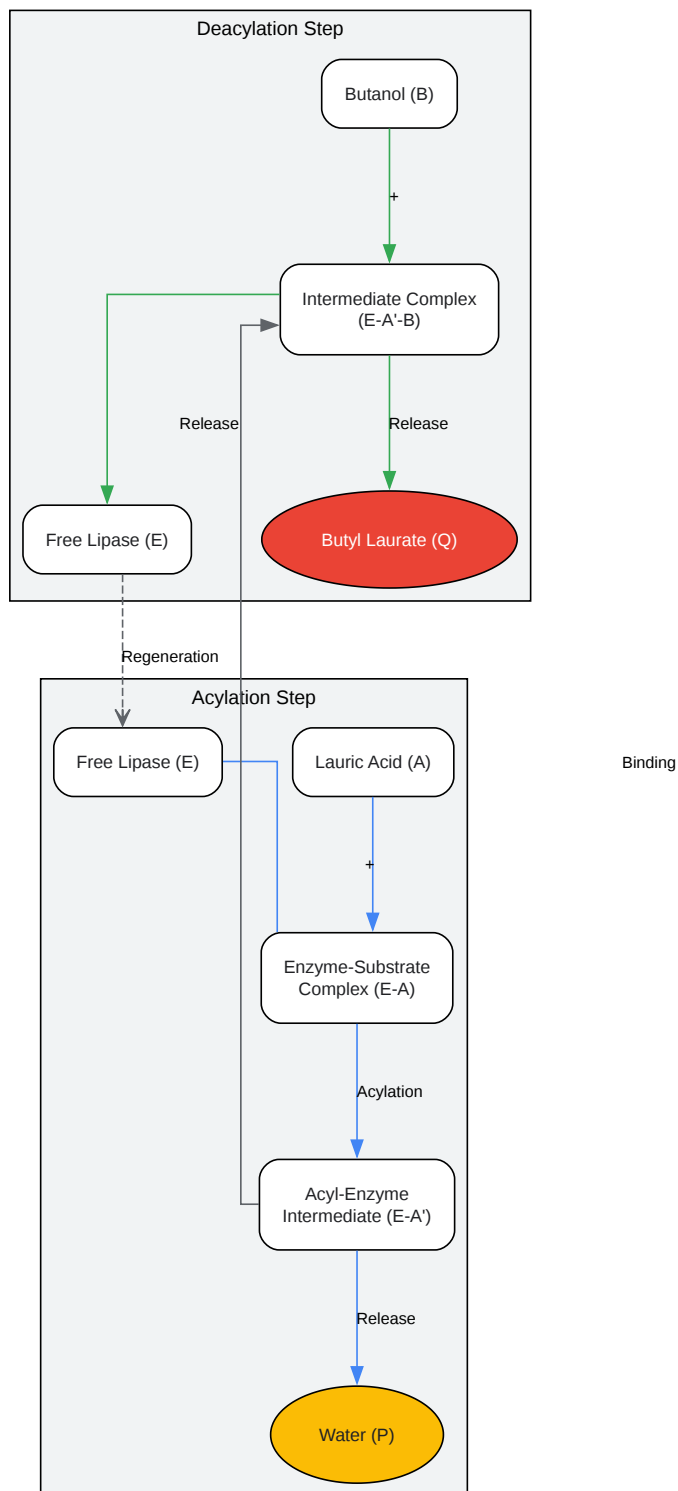 Deacylation Step
Butanol (B)
+
Intermediate Complex
(E-A'-B)
Release
Release
Free Lipase (E)
Butyl Laurate (Q)
Regeneration
Acylation Step
Free Lipase (E)
Lauric Acid (A)
Binding
+
Enzyme-Substrate
Complex (E-A)
Acylation
Acyl-Enzyme
Intermediate (E-A')
Release
Water (P)